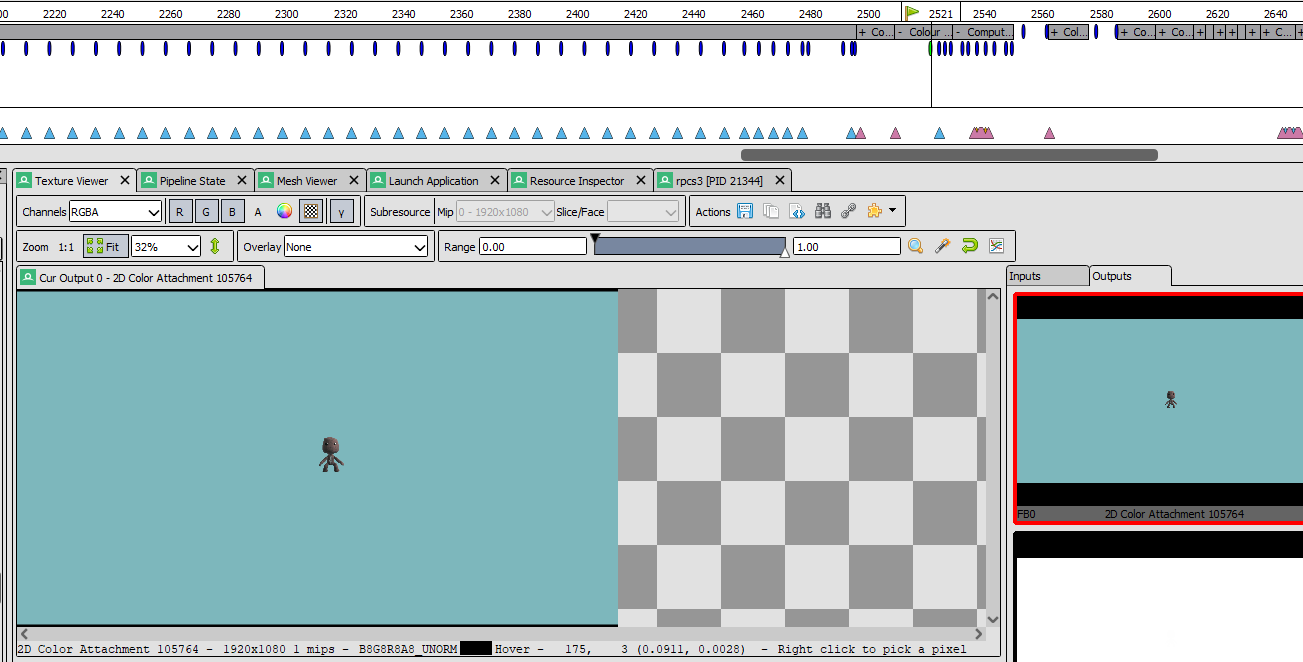 00 2220 2240 2260 2280 2300 2320 2340 2360 2380 2400 2420 2440 2460 2480 2500 2521 2540 2560 2580 2600 2620 2640
+ Co... - Colour ... - Comput... + Col... + Co... + Co... + + + + + C... +
Texture Viewer Pipeline State Mesh Viewer Launch Application Resource Inspector rpcs3 [PID 21344]
Channels RGBA R G B A γ Subresource Mip 0 - 1920x1080 Slice/Face Actions
Zoom 1:1 Fit 32% Overlay None Range 0.00 1.00
Cur Output 0 - 2D Color Attachment 105764
Inputs Outputs
FB0 2D Color Attachment 105764
2D Color Attachment 105764 - 1920x1080 1 mips - B8G8R8A8_UNORM Hover - 175, 3 (0.0911, 0.0028) - Right click to pick a pixel